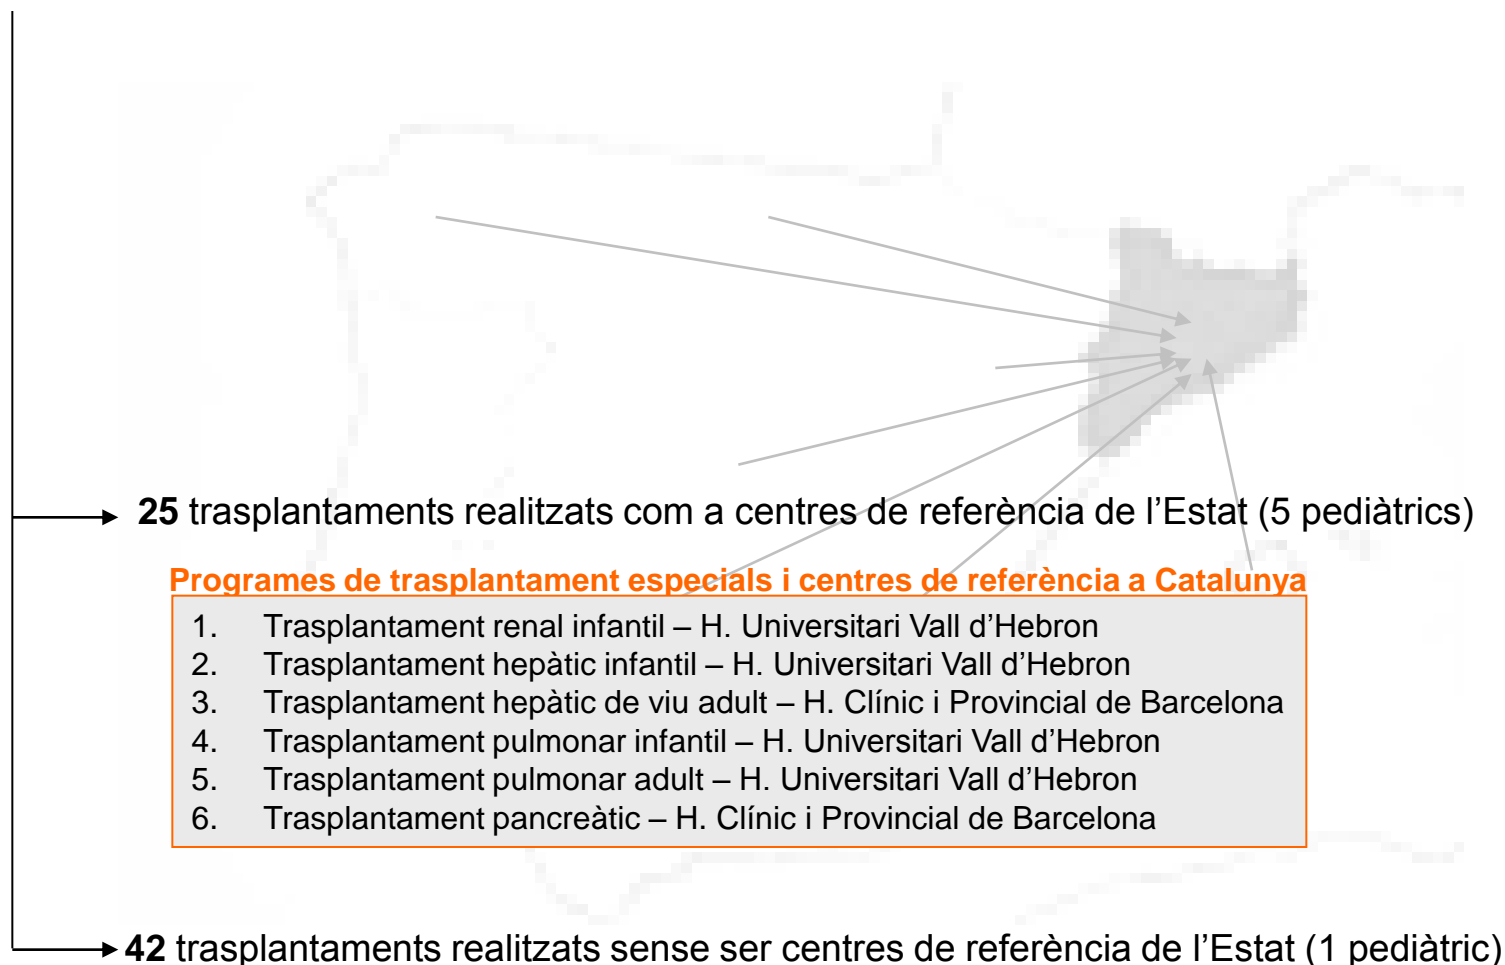 25 trasplantaments realitzats com a centres de referència de l’Estat (5 pediàtrics)
Programes de trasplantament especials i centres de referència a Catalunya
1. Trasplantament renal infantil – H. Universitari Vall d’Hebron
2. Trasplantament hepàtic infantil – H. Universitari Vall d’Hebron
3. Trasplantament hepàtic de viu adult – H. Clínic i Provincial de Barcelona
4. Trasplantament pulmonar infantil – H. Universitari Vall d’Hebron
5. Trasplantament pulmonar adult – H. Universitari Vall d’Hebron
6. Trasplantament pancreàtic – H. Clínic i Provincial de Barcelona
42 trasplantaments realitzats sense ser centres de referència de l’Estat (1 pediàtric)